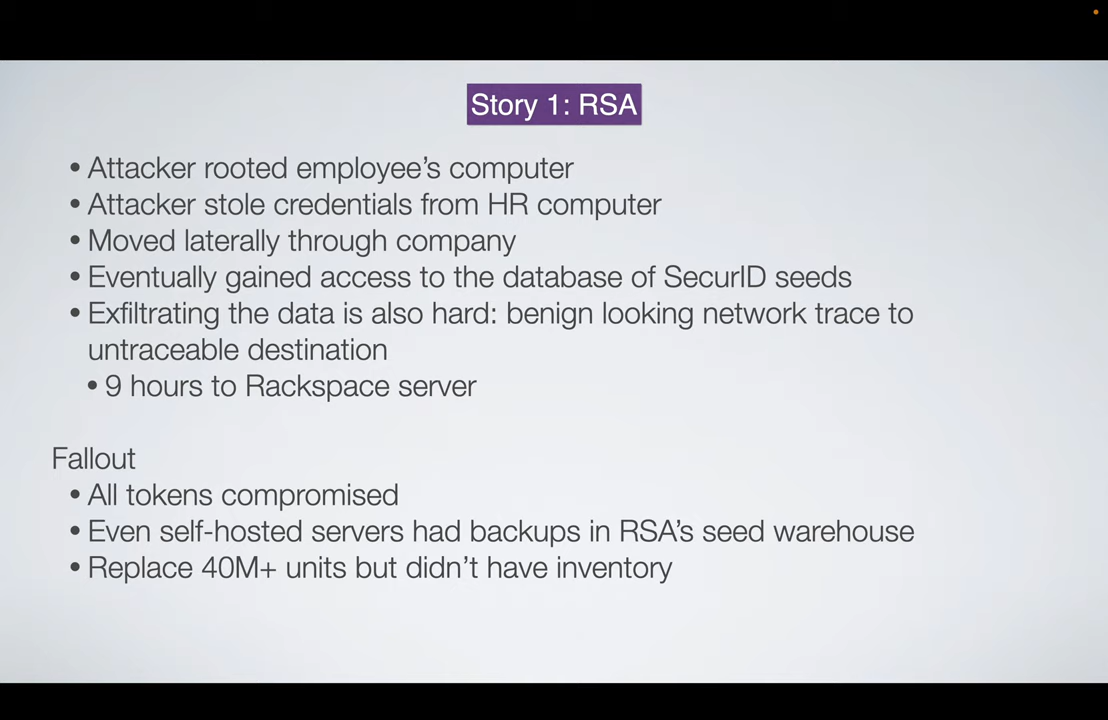 Story 1: RSA
• Attacker rooted employee’s computer
• Attacker stole credentials from HR computer
• Moved laterally through company
• Eventually gained access to the database of SecurID seeds
• Exfiltrating the data is also hard: benign looking network trace to
untraceable destination
• 9 hours to Rackspace server
Fallout
• All tokens compromised
• Even self-hosted servers had backups in RSA’s seed warehouse
• Replace 40M+ units but didn’t have inventory